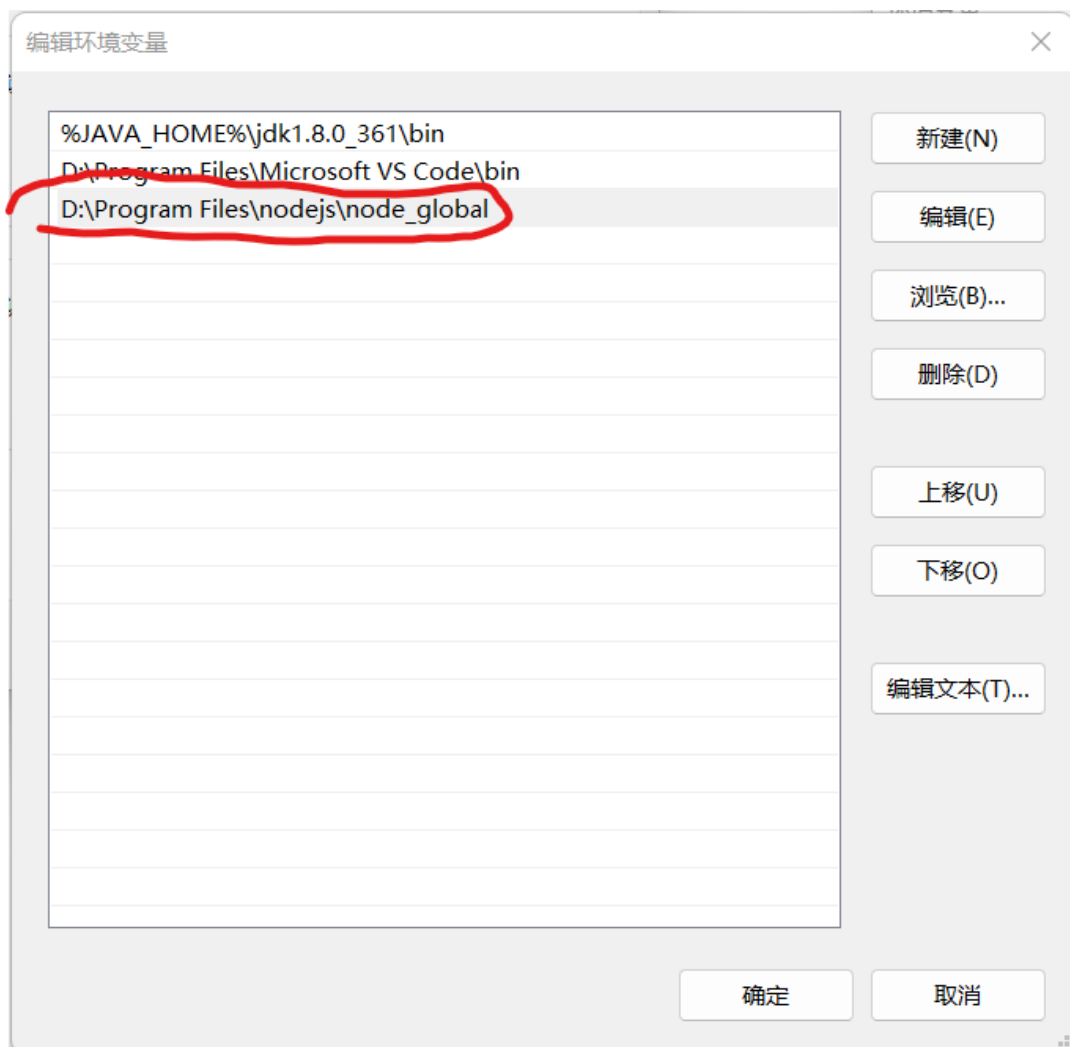 编辑环境变量
%JAVA_HOME%\jdk1.8.0_361\bin
D:\Program Files\Microsoft VS Code\bin
D:\Program Files\nodejs\node_global
新建(N)
编辑(E)
浏览(B)...
删除(D)
上移(U)
下移(O)
编辑文本(T)...
确定
取消